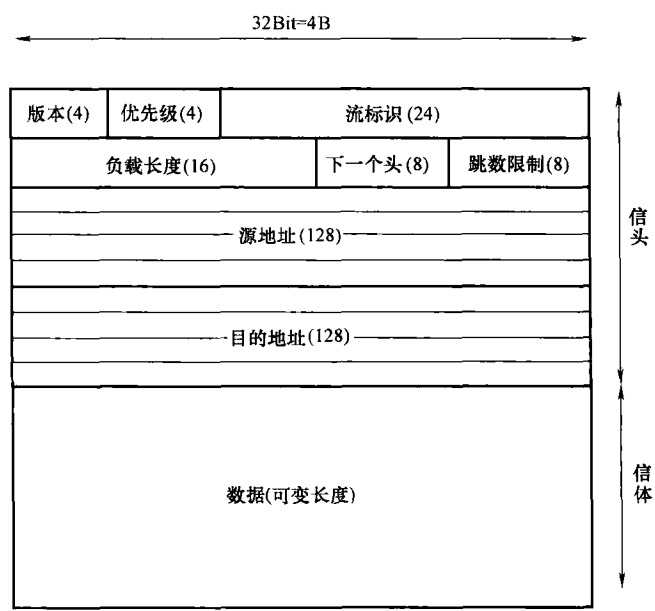 32Bit=4B
版本(4) 优先级(4) 流标识(24)
负载长度(16) 下一个头(8) 跳数限制(8)
源地址(128)
信头
目的地址(128)
数据(可变长度)
信体